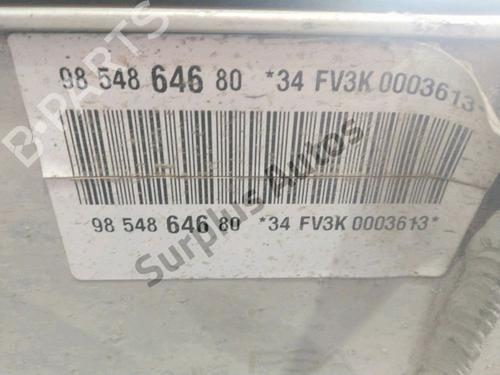 B-PARTS
98 548 646 80 *34 FV3K 0003613
98 548 646 80 *34 FV3K 0003613*
Surplus Autos